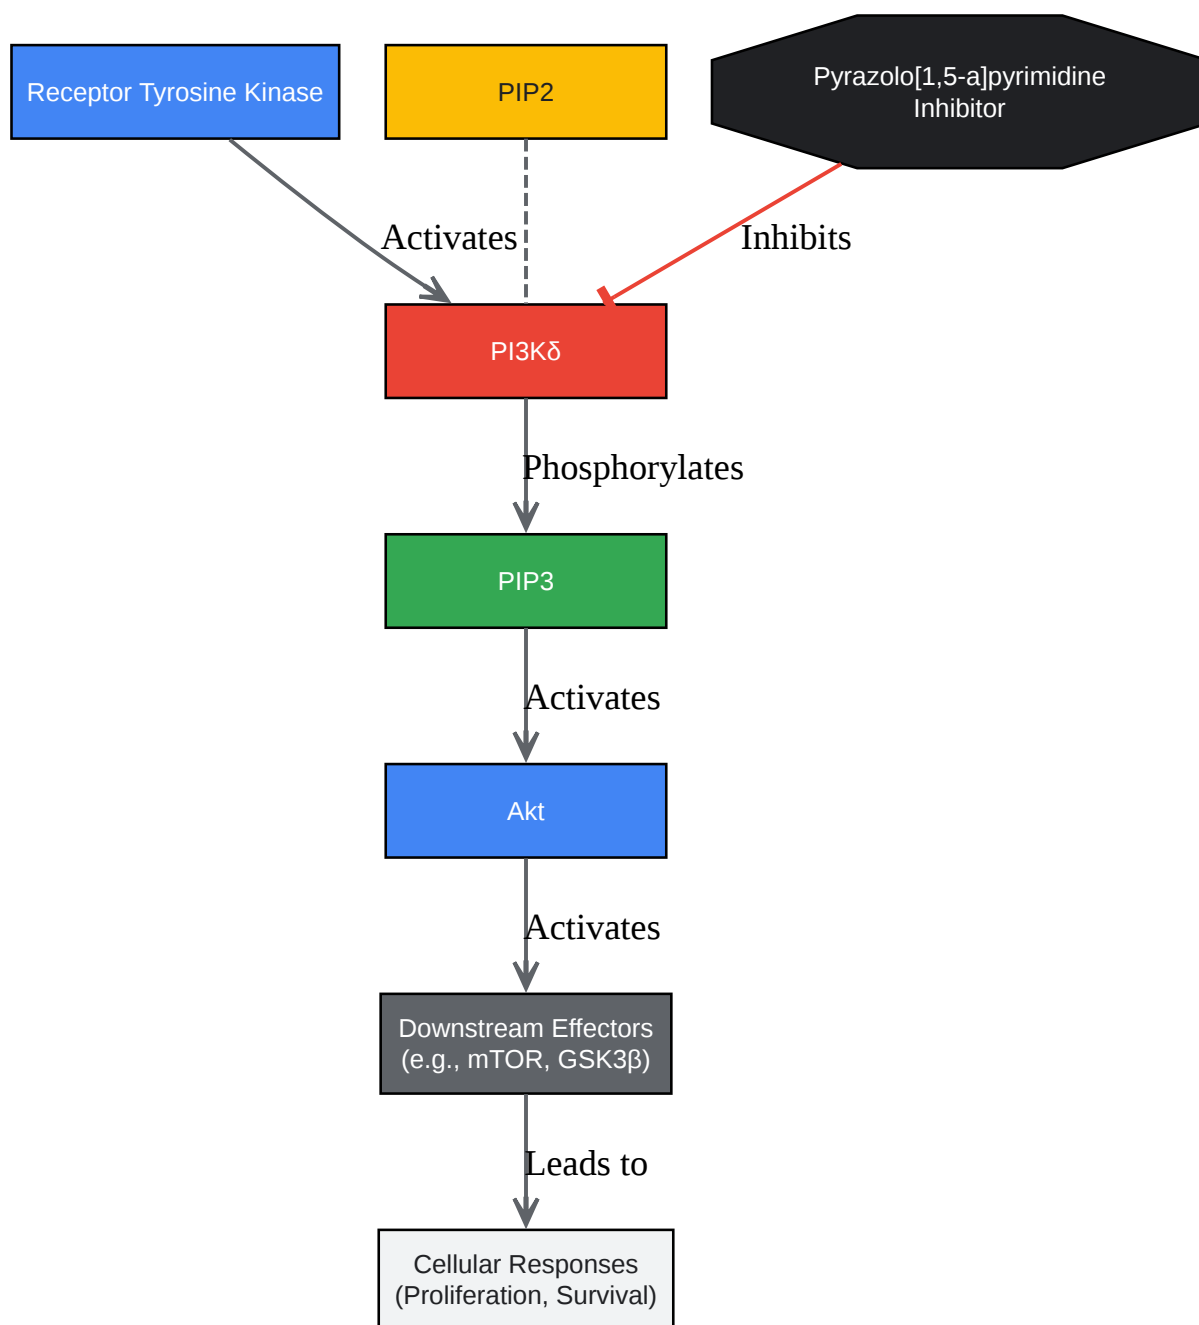 Receptor Tyrosine Kinase
PIP2
Pyrazolo[1,5-a]pyrimidine
Inhibitor
Activates
Inhibits
PI3Kδ
Phosphorylates
PIP3
Activates
Akt
Activates
Downstream Effectors
(e.g., mTOR, GSK3β)
Leads to
Cellular Responses
(Proliferation, Survival)